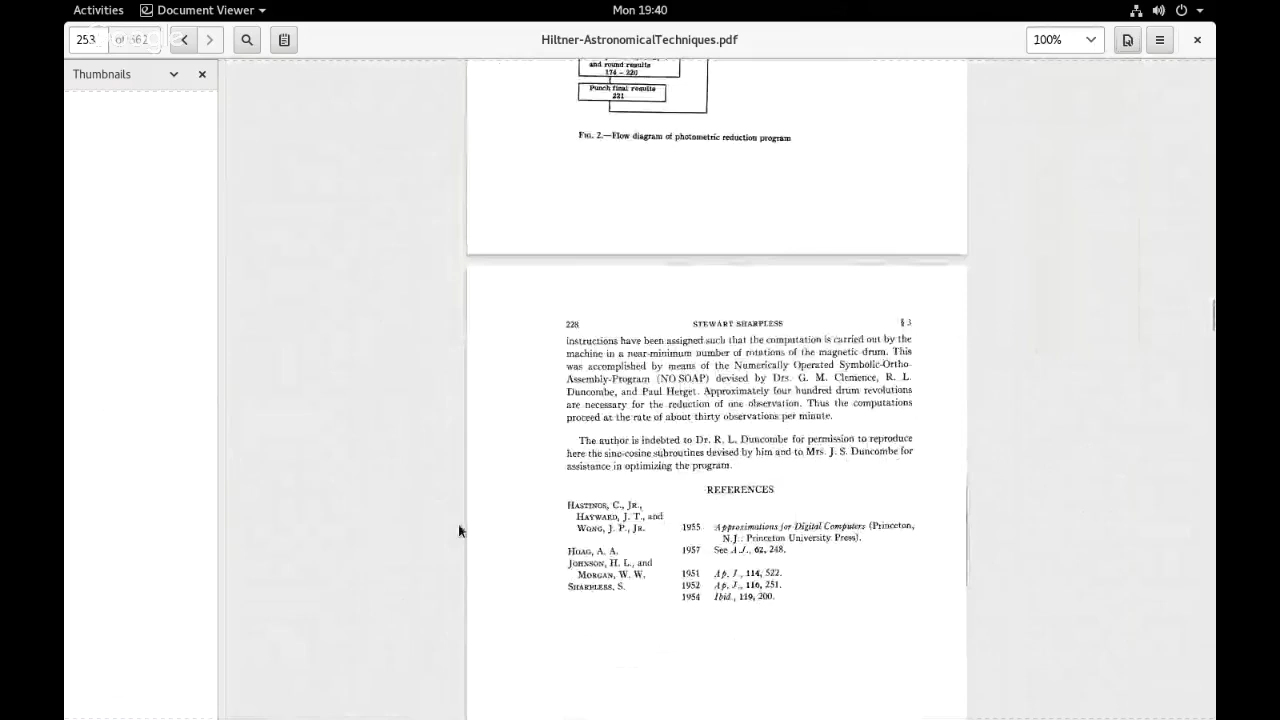 Activities Document Viewer Mon 19:40
253 of 362 Hiltner-AstronomicalTechniques.pdf 100%
Thumbnails
and round results
174 - 220
Punch final results
221
FIG. 2.—Flow diagram of photometric reduction program
228 STEWART SHARPLESS § 3
instructions have been assigned such that the computation is carried out by the
machine in a near-minimum number of rotations of the magnetic drum. This
was accomplished by means of the Numerically Operated Symbolic-Ortho-
Assembly-Program (NO SOAP) devised by Drs. G. M. Clemence, R. L.
Duncombe, and Paul Herget. Approximately four hundred drum revolutions
are necessary for the reduction of one observation. Thus the computations
proceed at the rate of about thirty observations per minute.
The author is indebted to Dr. R. L. Duncombe for permission to reproduce
here the sine-cosine subroutines devised by him and to Mrs. J. S. Duncombe for
assistance in optimizing the program.
REFERENCES
HASTINGS, C., JR.,
HAYWARD, J. T., and
WONG, J. P., JR. 1955 Approximations for Digital Computers (Princeton,
N.J.: Princeton University Press).
HOAG, A. A. 1957 See A.J., 62, 248.
JOHNSON, H. L., and
MORGAN, W. W. 1951 Ap. J., 114, 522.
SHARPLESS, S. 1952 Ap. J., 116, 251.
1954 Ibid., 119, 200.